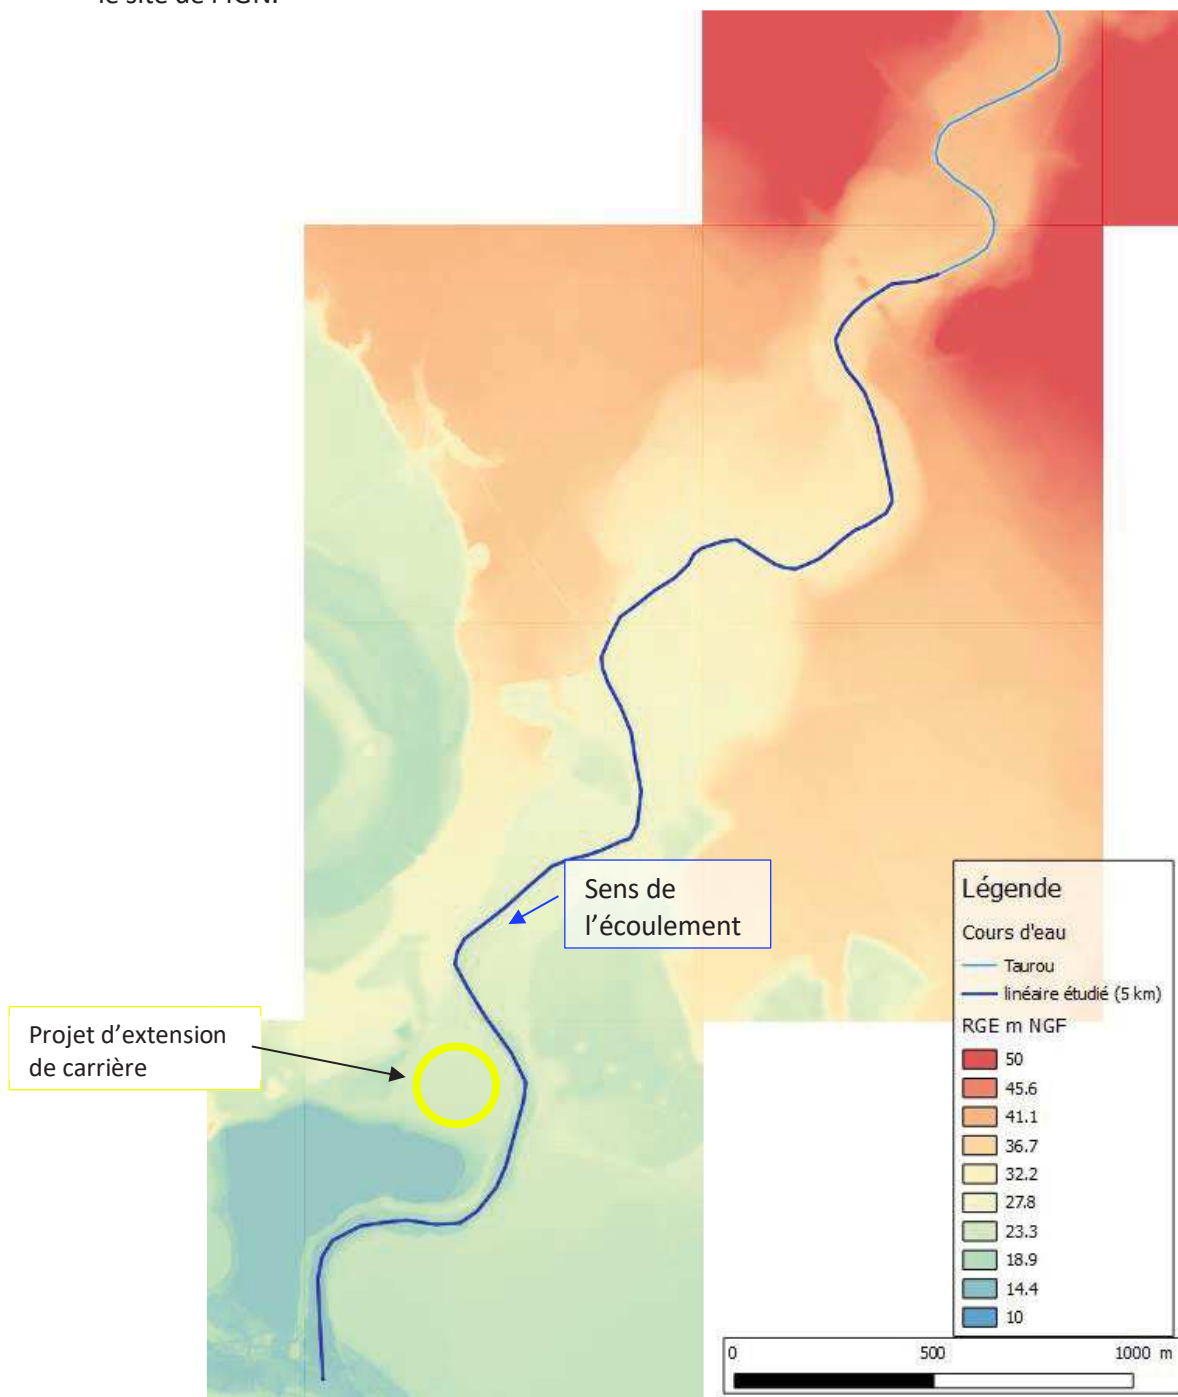 le site de l'IGN.
Sens de
l'écoulement
Projet d'extension
de carrière
Légende
Cours d'eau
Taurou
linéaire étudié (5 km)
RGE m NGF
50
45.6
41.1
36.7
32.2
27.8
23.3
18.9
14.4
10
0 500 1000 m